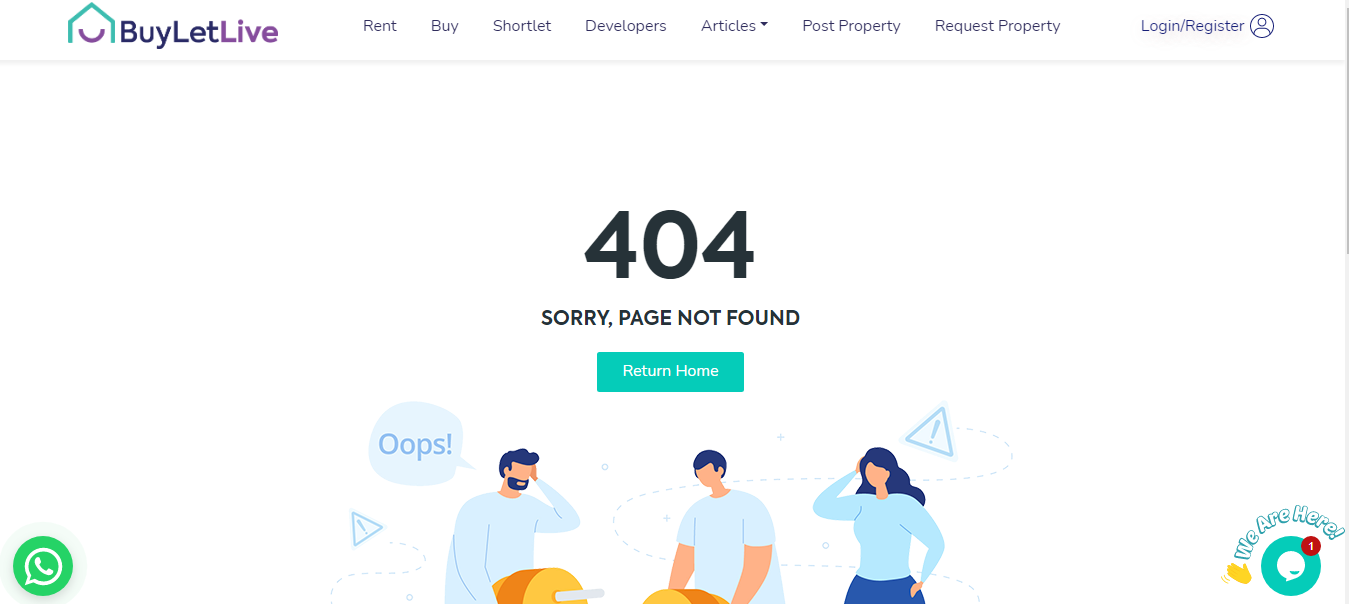 BuyLetLive
Rent Buy Shortlet Developers Articles Post Property Request Property Login/Register
404
SORRY, PAGE NOT FOUND
Return Home
Oops!
We Are Here!
1